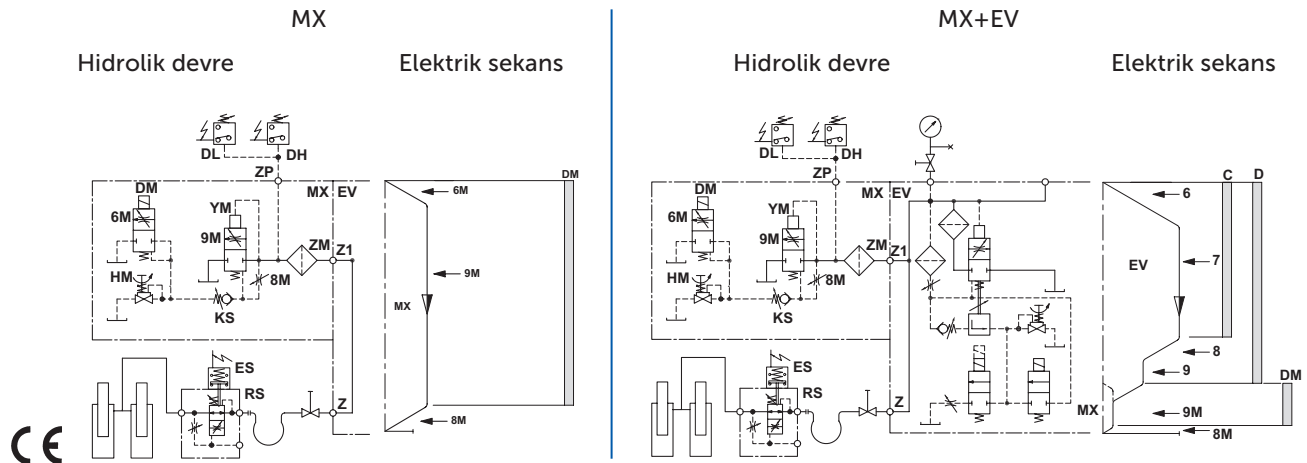 MX
Hidrolik devre
Elektrik sekans
DL
DH
ZP
DM
MX
EV
6M
YM
9M
ZM
Z1
HM
8M
KS
ES
RS
Z
DM
6M
9M
MX
8M
CE
MX+EV
Hidrolik devre
Elektrik sekans
DL
DH
ZP
DM
MX
EV
6M
YM
9M
ZM
Z1
HM
8M
KS
ES
RS
Z
C
D
6
EV
7
8
9
DM
MX
9M
8M